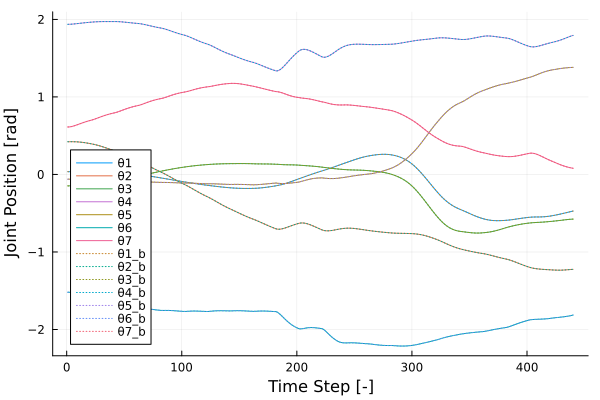 2
1
0
−1
−2
Joint Position [rad]
θ1
θ2
θ3
θ4
θ5
θ6
θ7
θ1_b
θ2_b
θ3_b
θ4_b
θ5_b
θ6_b
θ7_b
0 100 200 300 400
Time Step [-]